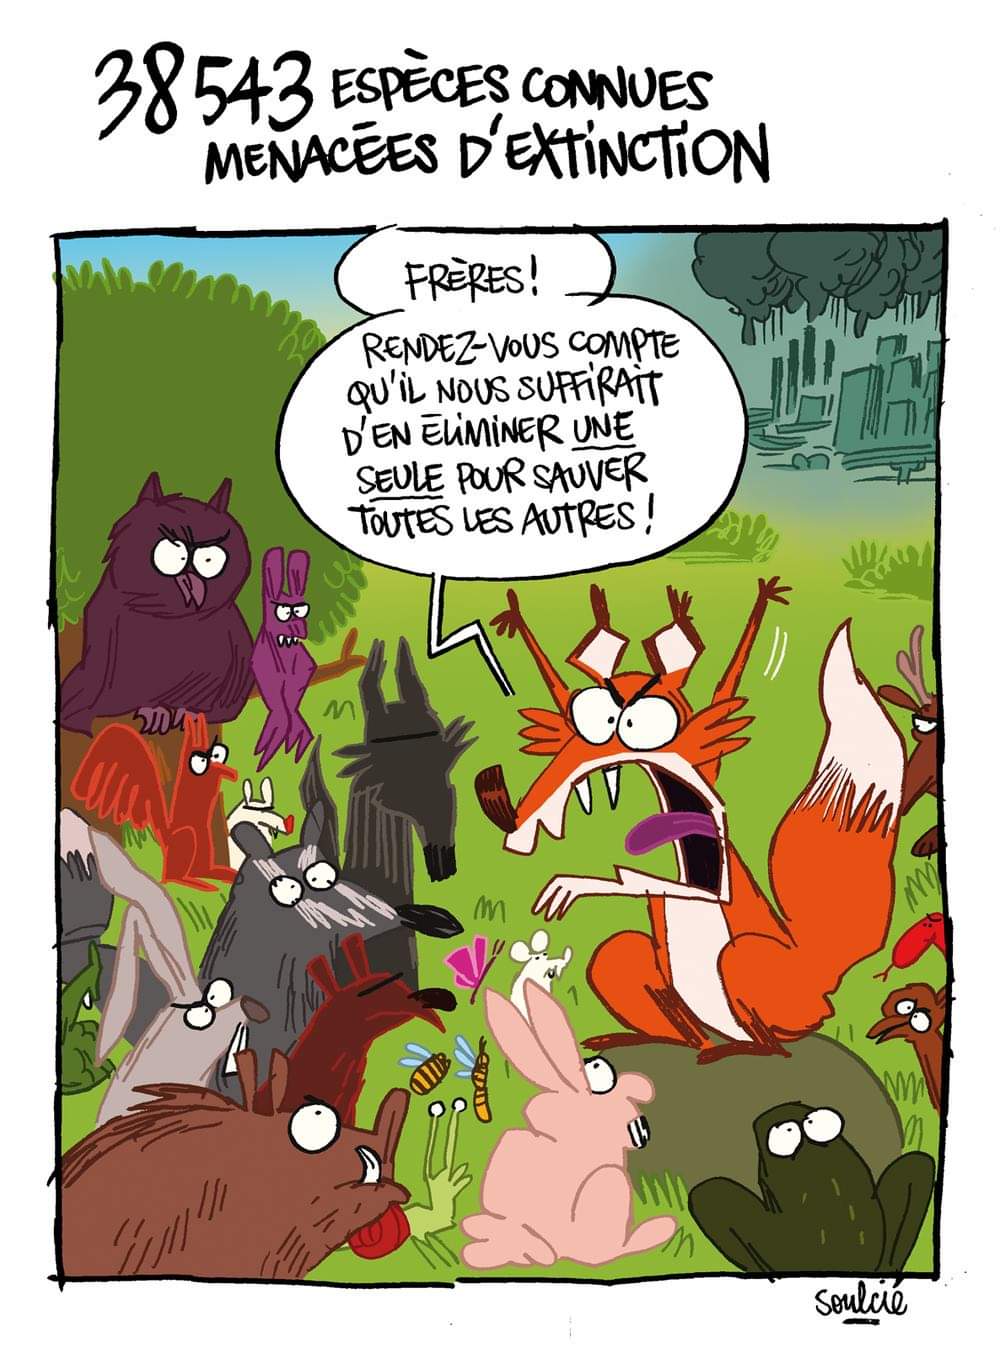 38 543 ESPÈCES CONNUES
MENACÉES D'EXTINCTION
FRÈRES!
RENDEZ-VOUS COMPTE
QU'IL NOUS SUFFIRAIT
D'EN ÉLIMINER UNE
SEULE POUR SAUVER
TOUTES LES AUTRES!
soulcié